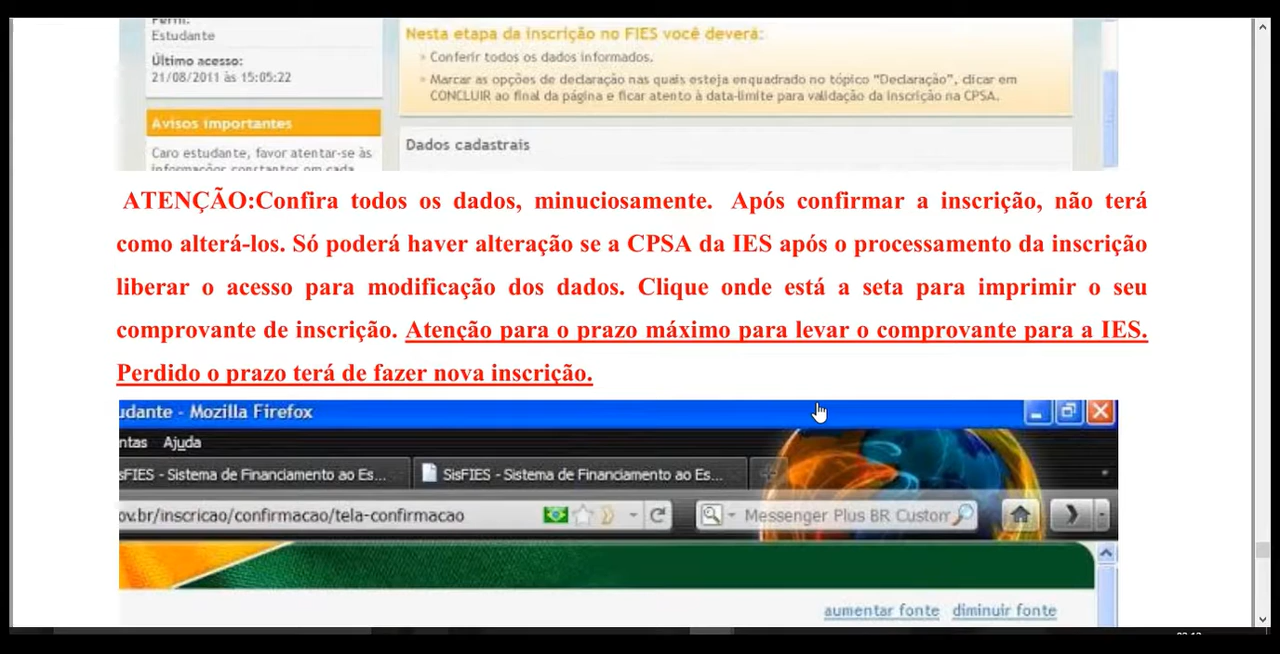 Perfil:
Estudante
Último acesso:
21/08/2011 às 15:05:22
Avisos importantes
Caro estudante, favor atentar-se às
informações constantes em cada
Nesta etapa da inscrição no FIES você deverá:
» Conferir todos os dados informados.
» Marcar as opções de declaração nas quais esteja enquadrado no tópico "Declaração", clicar em
CONCLUIR ao final da página e ficar atento à data-limite para validação da inscrição na CPSA.
Dados cadastrais
ATENÇÃO:Confira todos os dados, minuciosamente. Após confirmar a inscrição, não terá
como alterá-los. Só poderá haver alteração se a CPSA da IES após o processamento da inscrição
liberar o acesso para modificação dos dados. Clique onde está a seta para imprimir o seu
comprovante de inscrição. Atenção para o prazo máximo para levar o comprovante para a IES.
Perdido o prazo terá de fazer nova inscrição.
udante - Mozilla Firefox
ntas Ajuda
sFIES - Sistema de Financiamento ao Es... SisFIES - Sistema de Financiamento ao Es...
ov.br/inscricao/confirmacao/tela-confirmacao Messenger Plus BR Custom
aumentar fonte diminuir fonte